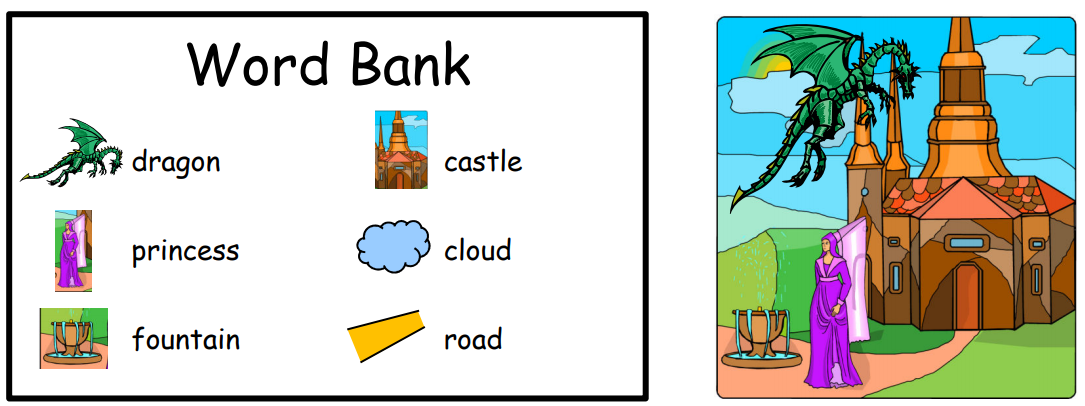 Word Bank
dragon castle
princess cloud
fountain road